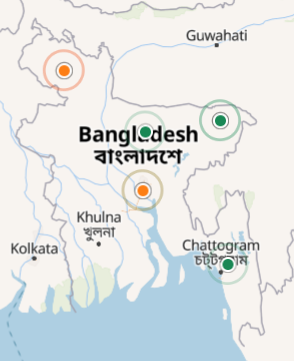 Guwahati
Bangladesh
বাংলাদেশ
Khulna
খুলনা
Kolkata
Chattogram
চট্টগ্রাম